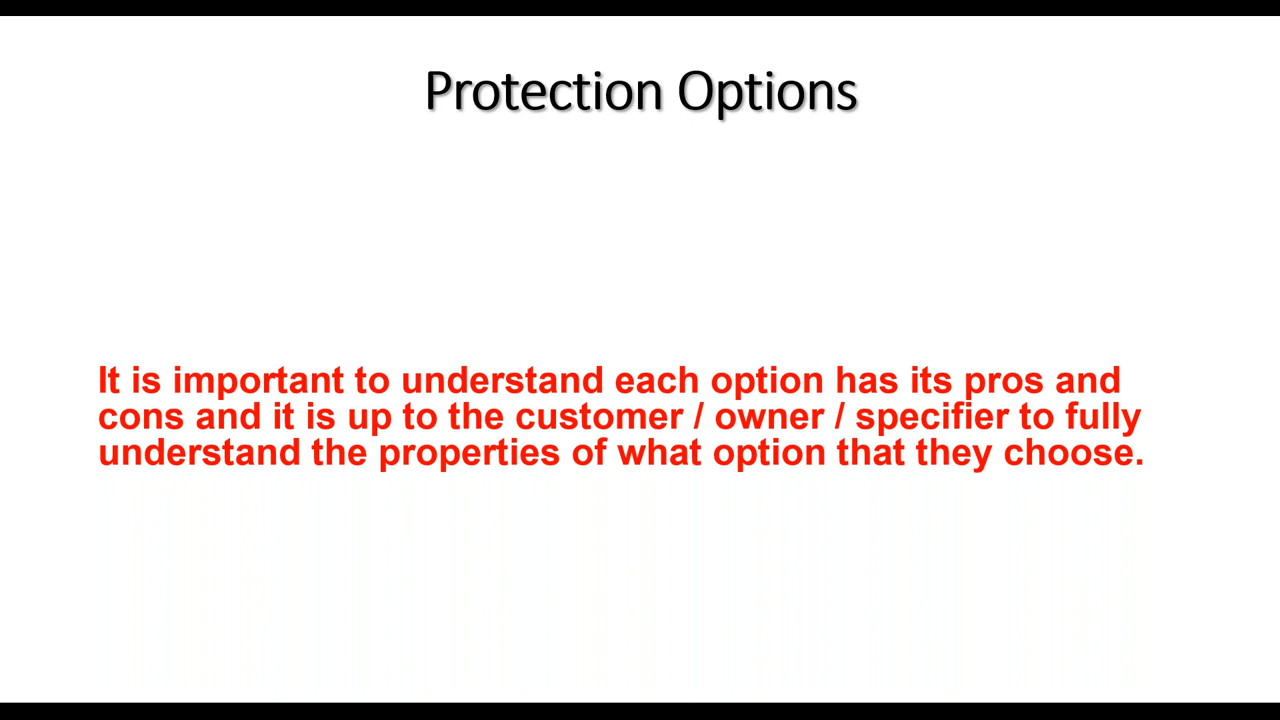 Protection Options
It is important to understand each option has its pros and
cons and it is up to the customer / owner / specifier to fully
understand the properties of what option that they choose.